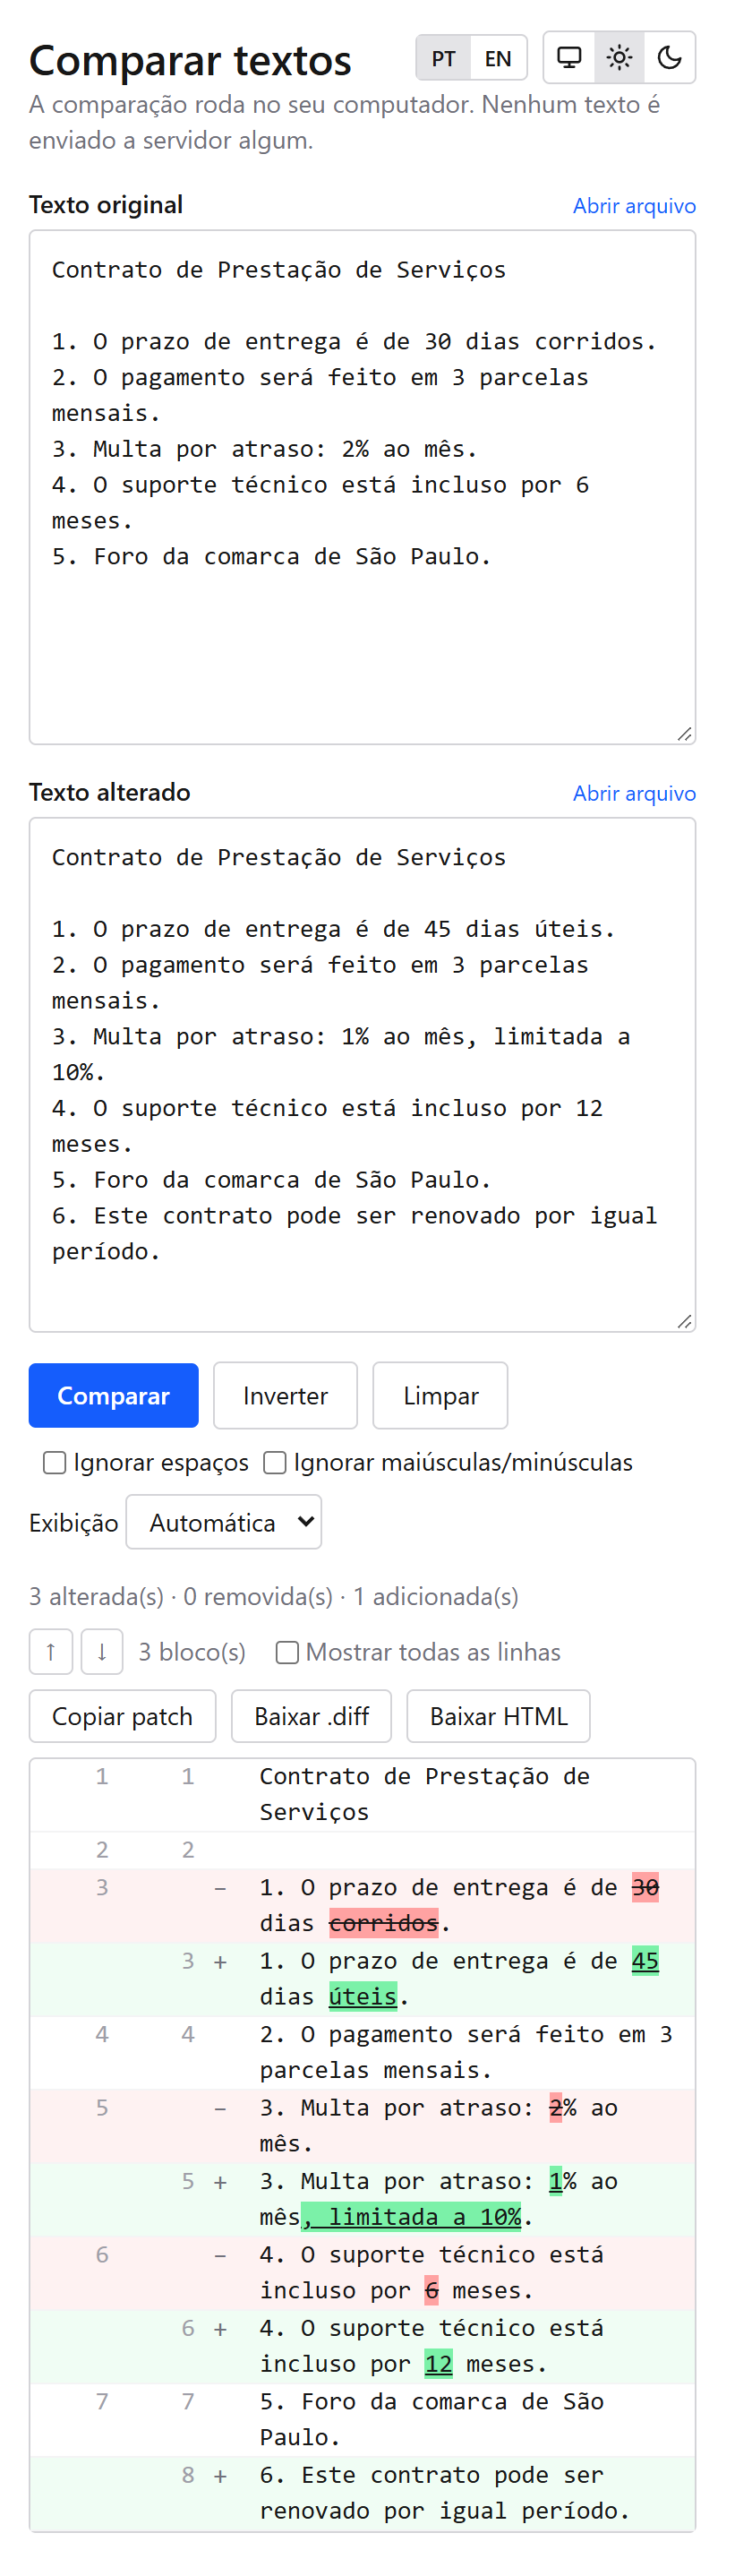 Comparar textos
PT EN
A comparação roda no seu computador. Nenhum texto é
enviado a servidor algum.
Texto original
Abrir arquivo
Contrato de Prestação de Serviços
1. O prazo de entrega é de 30 dias corridos.
2. O pagamento será feito em 3 parcelas
mensais.
3. Multa por atraso: 2% ao mês.
4. O suporte técnico está incluso por 6
meses.
5. Foro da comarca de São Paulo.
Texto alterado
Abrir arquivo
Contrato de Prestação de Serviços
1. O prazo de entrega é de 45 dias úteis.
2. O pagamento será feito em 3 parcelas
mensais.
3. Multa por atraso: 1% ao mês, limitada a
10%.
4. O suporte técnico está incluso por 12
meses.
5. Foro da comarca de São Paulo.
6. Este contrato pode ser renovado por igual
período.
Comparar Inverter Limpar
Ignorar espaços Ignorar maiúsculas/minúsculas
Exibição Automática
3 alterada(s) · 0 removida(s) · 1 adicionada(s)
↑ ↓ 3 bloco(s) Mostrar todas as linhas
Copiar patch Baixar .diff Baixar HTML
1 1 Contrato de Prestação de
Serviços
2 2
3 − 1. O prazo de entrega é de 30
dias corridos.
3 + 1. O prazo de entrega é de 45
dias úteis.
4 4 2. O pagamento será feito em 3
parcelas mensais.
5 − 3. Multa por atraso: 2% ao
mês.
5 + 3. Multa por atraso: 1% ao
mês, limitada a 10%.
6 − 4. O suporte técnico está
incluso por 6 meses.
6 + 4. O suporte técnico está
incluso por 12 meses.
7 7 5. Foro da comarca de São
Paulo.
8 + 6. Este contrato pode ser
renovado por igual período.